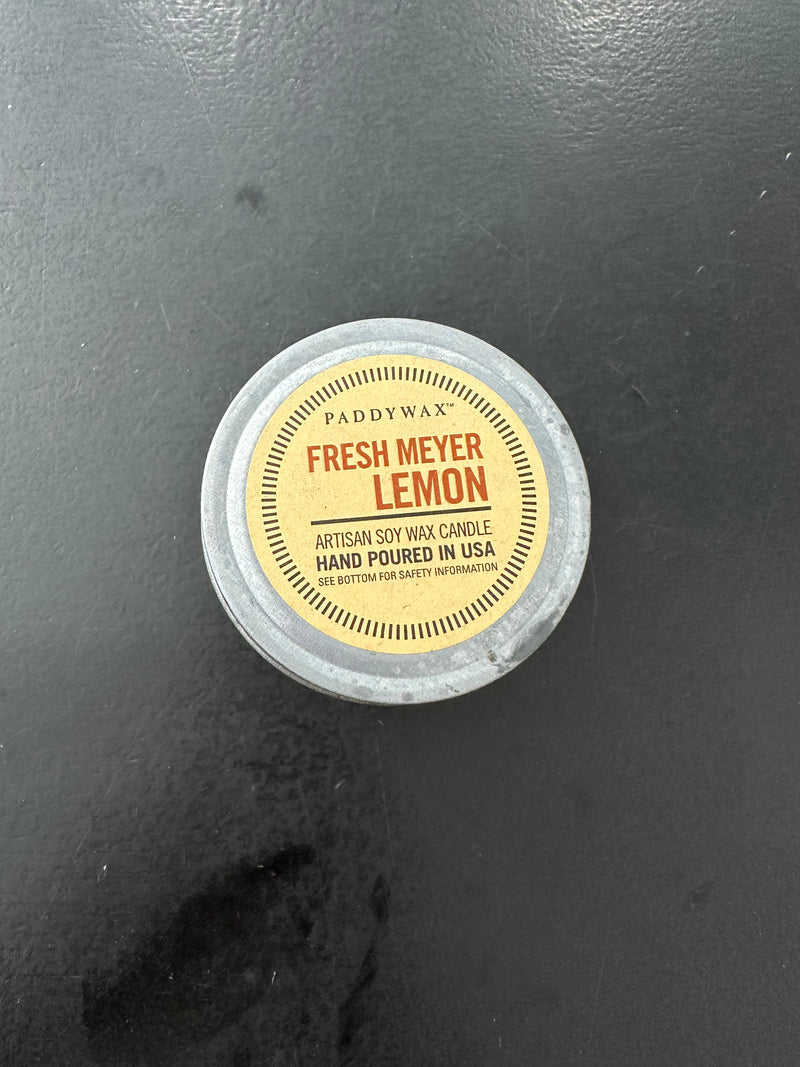 PADDYWAX™
FRESH MEYER
LEMON
ARTISAN SOY WAX CANDLE
HAND POURED IN USA
SEE BOTTOM FOR SAFETY INFORMATION